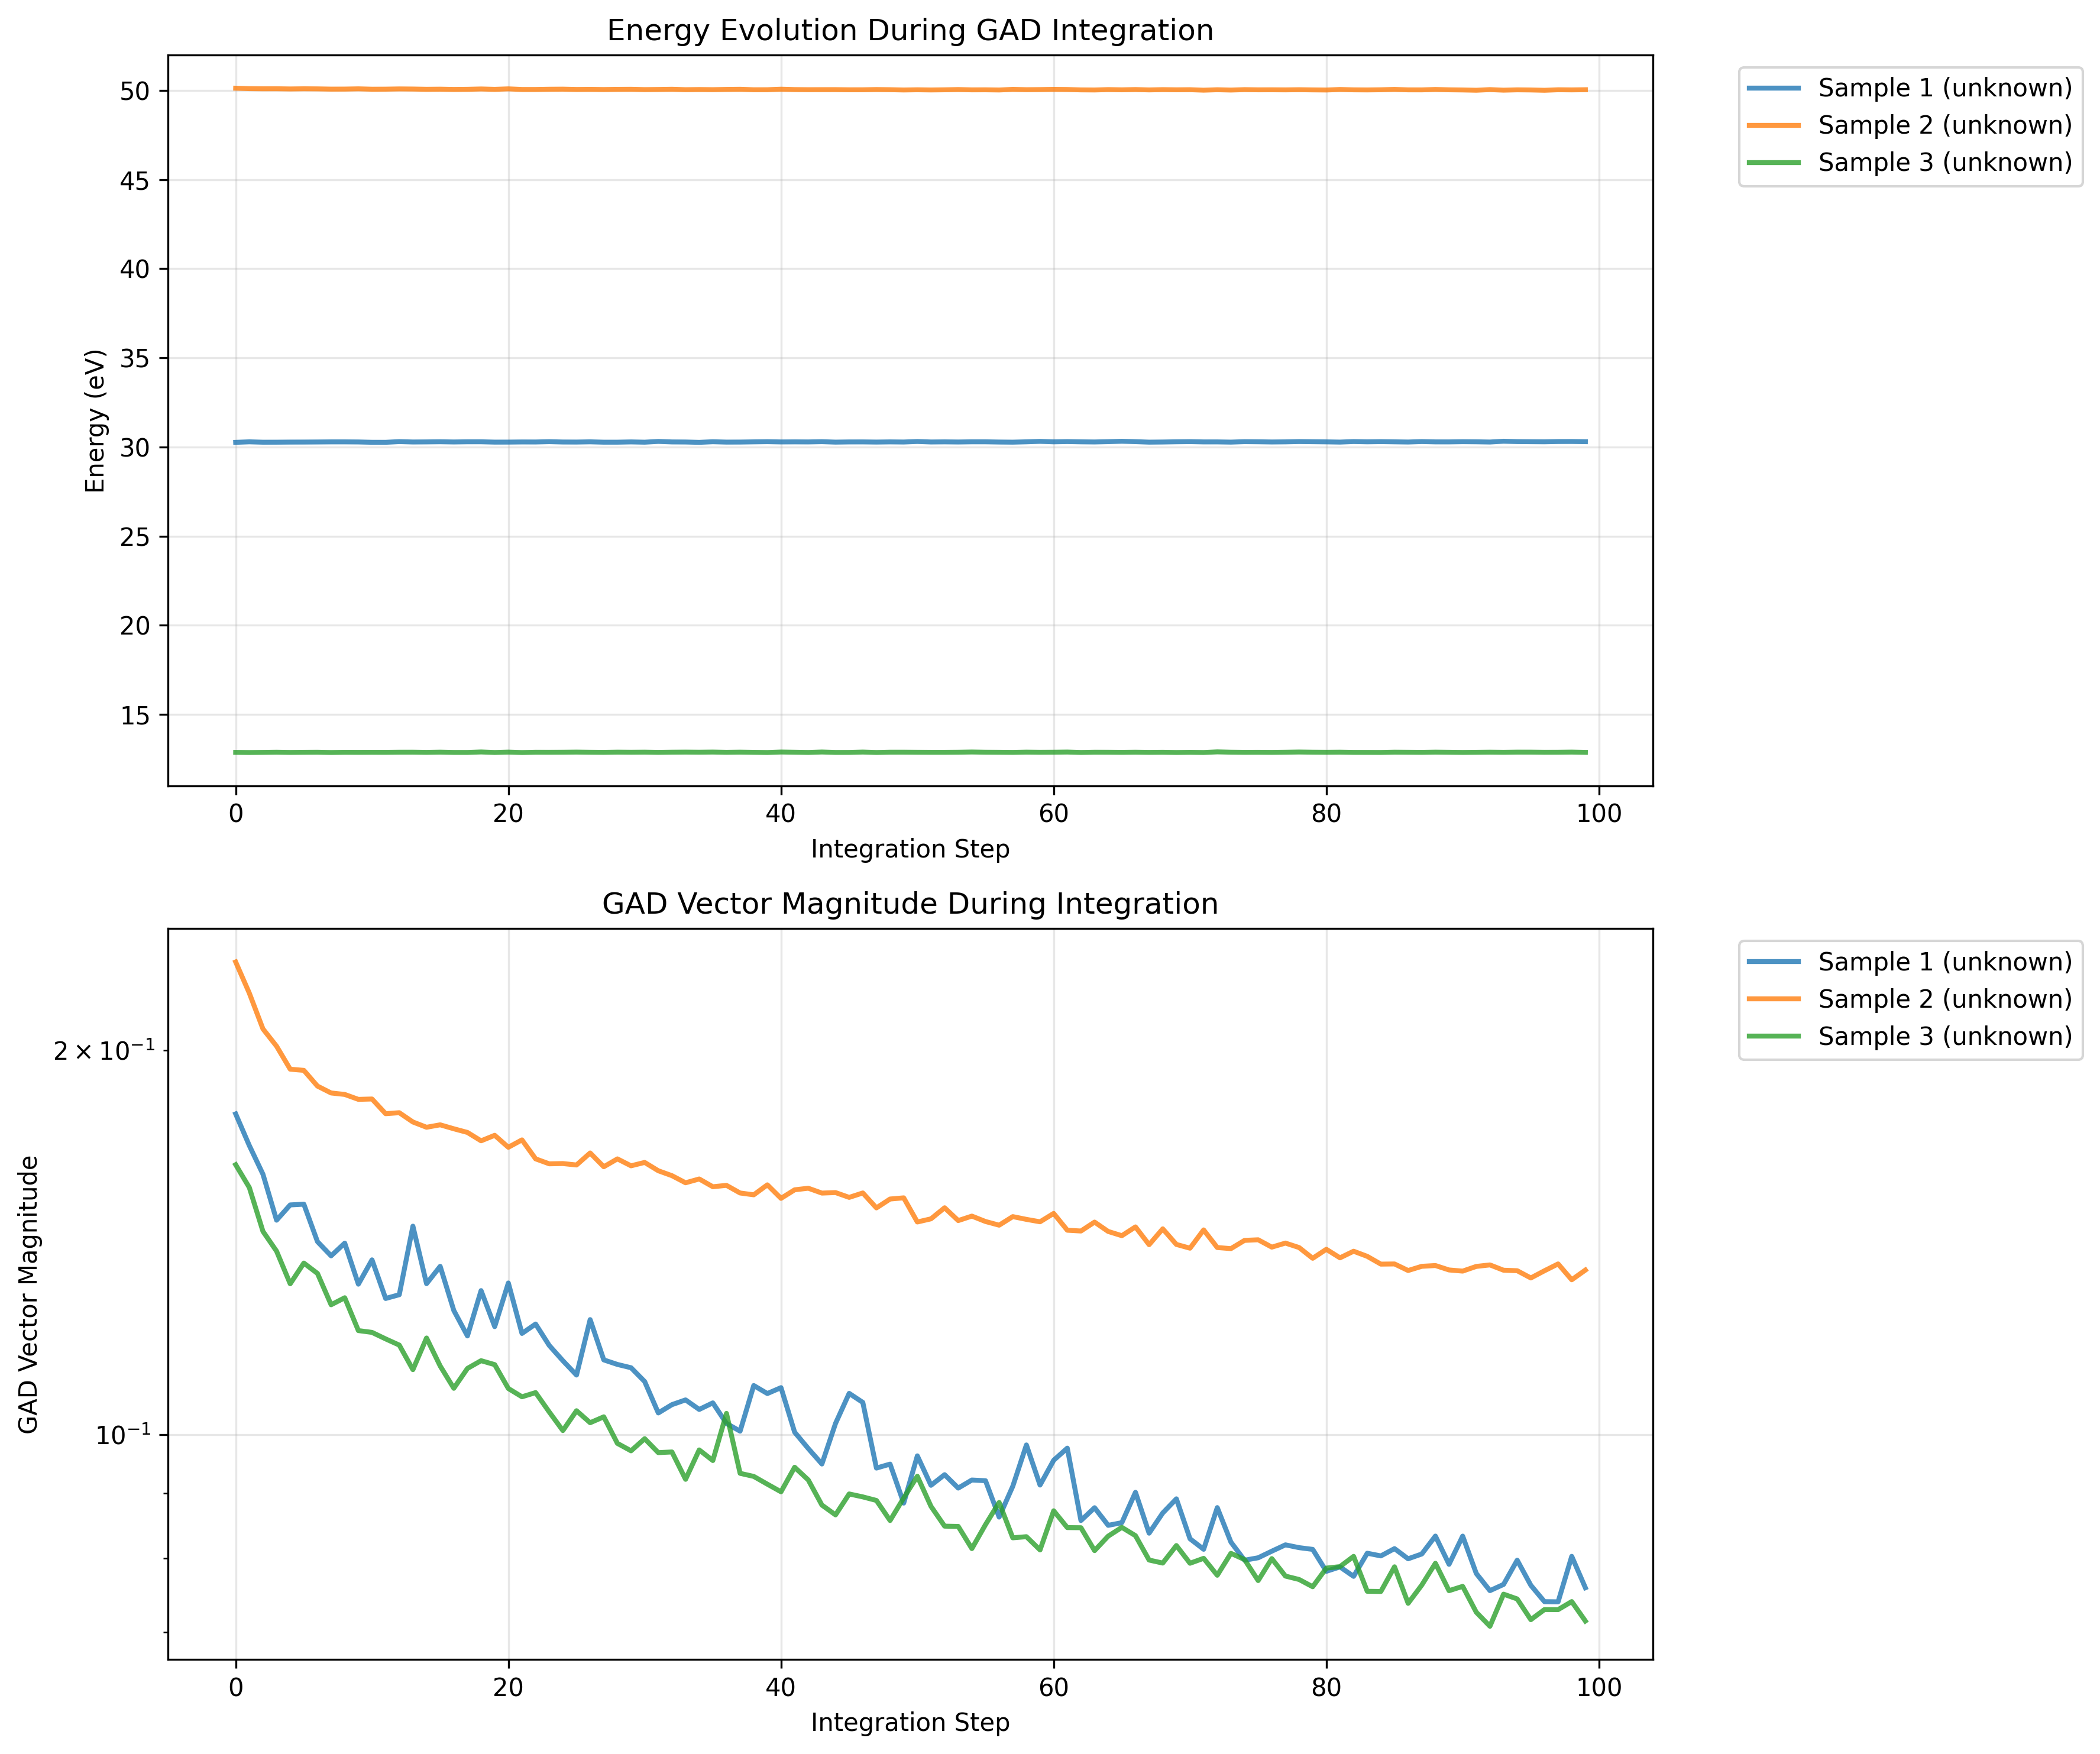 Energy Evolution During GAD Integration
50
45
40
35
30
25
20
15
Energy (eV)
0 20 40 60 80 100
Integration Step
Sample 1 (unknown)
Sample 2 (unknown)
Sample 3 (unknown)
GAD Vector Magnitude During Integration
2 × 10⁻¹
10⁻¹
GAD Vector Magnitude
0 20 40 60 80 100
Integration Step
Sample 1 (unknown)
Sample 2 (unknown)
Sample 3 (unknown)